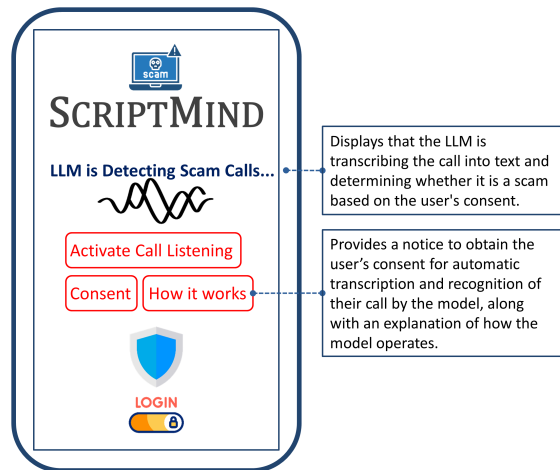 scam
SCRIPTMIND
LLM is Detecting Scam Calls...
Activate Call Listening
Consent
How it works
LOGIN
Displays that the LLM is
transcribing the call into text and
determining whether it is a scam
based on the user's consent.
Provides a notice to obtain the
user's consent for automatic
transcription and recognition of
their call by the model, along
with an explanation of how the
model operates.